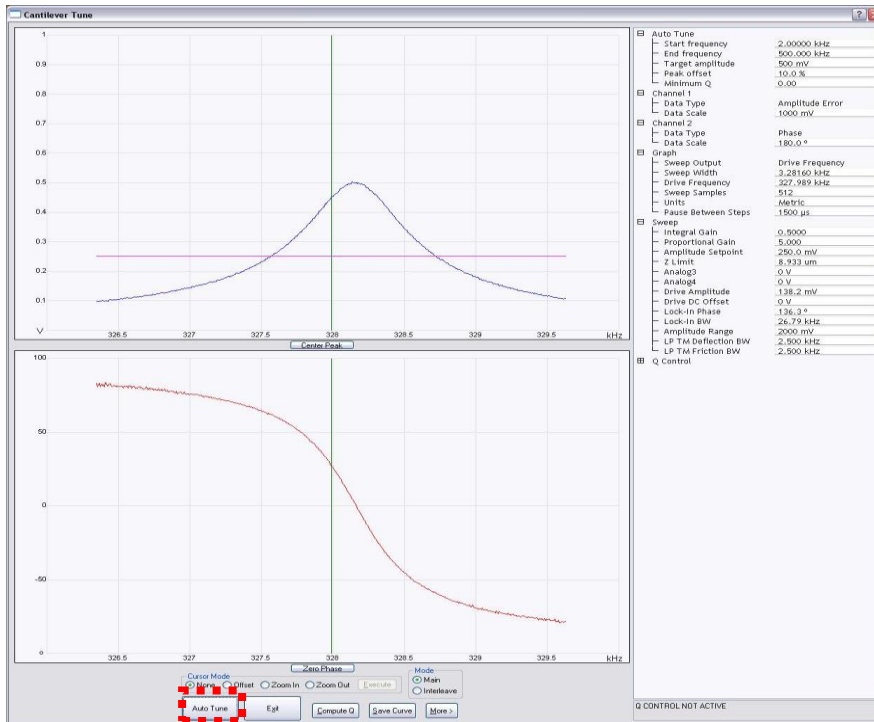 Cantilever Tune
?
1
0.9
0.8
0.7
0.6
0.5
0.4
0.3
0.2
0.1
V
326.5 327 327.5 328 328.5 329 329.5 kHz
Center Peak
100
50
0
-50
0
326.5 327 327.5 328 328.5 329 329.5 kHz
Zero Phase
Cursor Mode
None Offset Zoom In Zoom Out Execute
Mode
Main
Interleave
Auto Tune Exit Compute Q Save Curve More >
Auto Tune
Start frequency 2.00000 kHz
End frequency 500.000 kHz
Target amplitude 500 mV
Peak offset 10.0 %
Minimum Q 0.00
Channel 1
Data Type Amplitude Error
Data Scale 1000 mV
Channel 2
Data Type Phase
Data Scale 180.0 °
Graph
Sweep Output Drive Frequency
Sweep Width 3.28160 kHz
Drive Frequency 327.989 kHz
Sweep Samples 512
Units Metric
Pause Between Steps 1500 µs
Sweep
Integral Gain 0.5000
Proportional Gain 5.000
Amplitude Setpoint 250.0 mV
Z Limit 8.933 um
Analog3 0 V
Analog4 0 V
Drive Amplitude 138.2 mV
Drive DC Offset 0 V
Lock-In Phase 136.3 °
Lock-In BW 26.79 kHz
Amplitude Range 2000 mV
LP TM Deflection BW 2.500 kHz
LP TM Friction BW 2.500 kHz
Q Control
Q CONTROL NOT ACTIVE